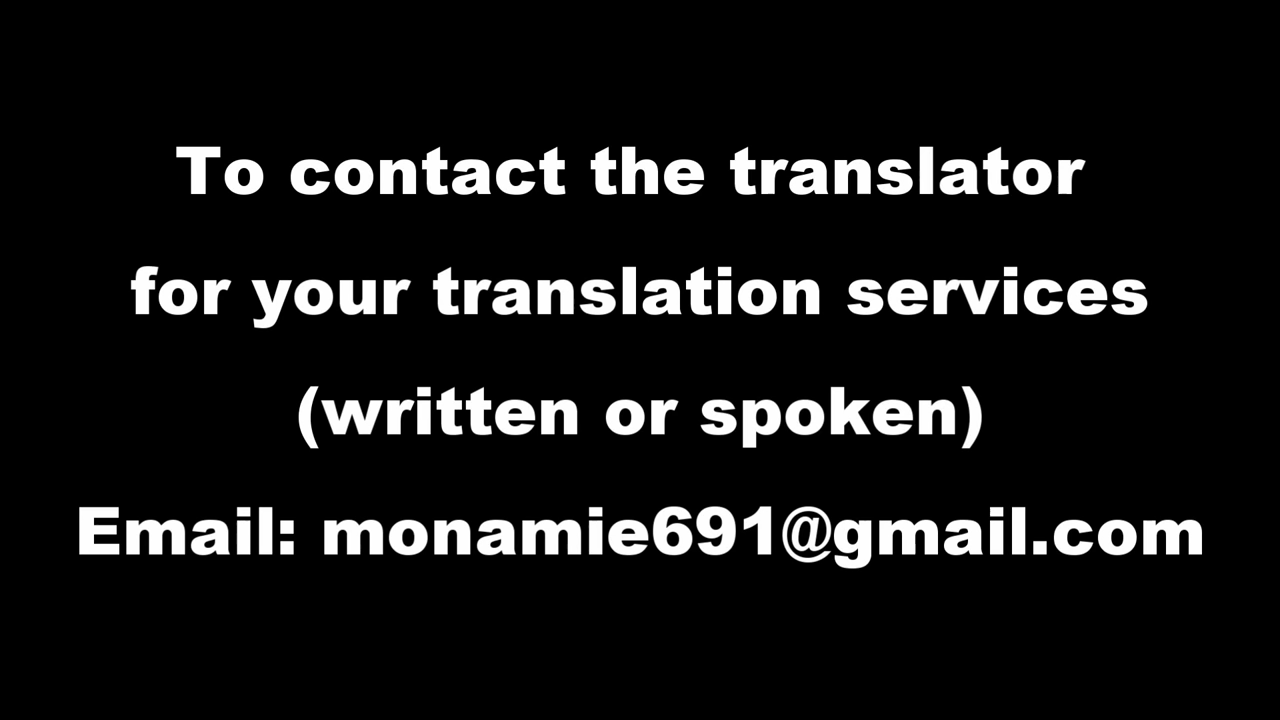 To contact the translator
for your translation services
(written or spoken)
Email: monamie691@gmail.com